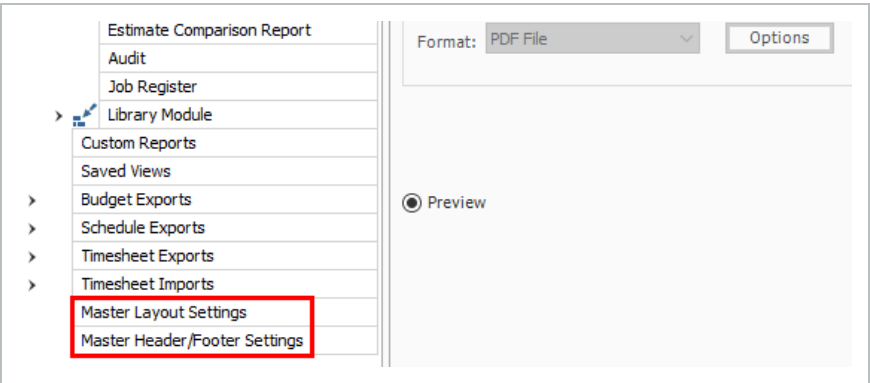 Estimate Comparison Report
Audit
Job Register
Library Module
Custom Reports
Saved Views
Budget Exports
Schedule Exports
Timesheet Exports
Timesheet Imports
Master Layout Settings
Master Header/Footer Settings
Format: PDF File Options
Preview